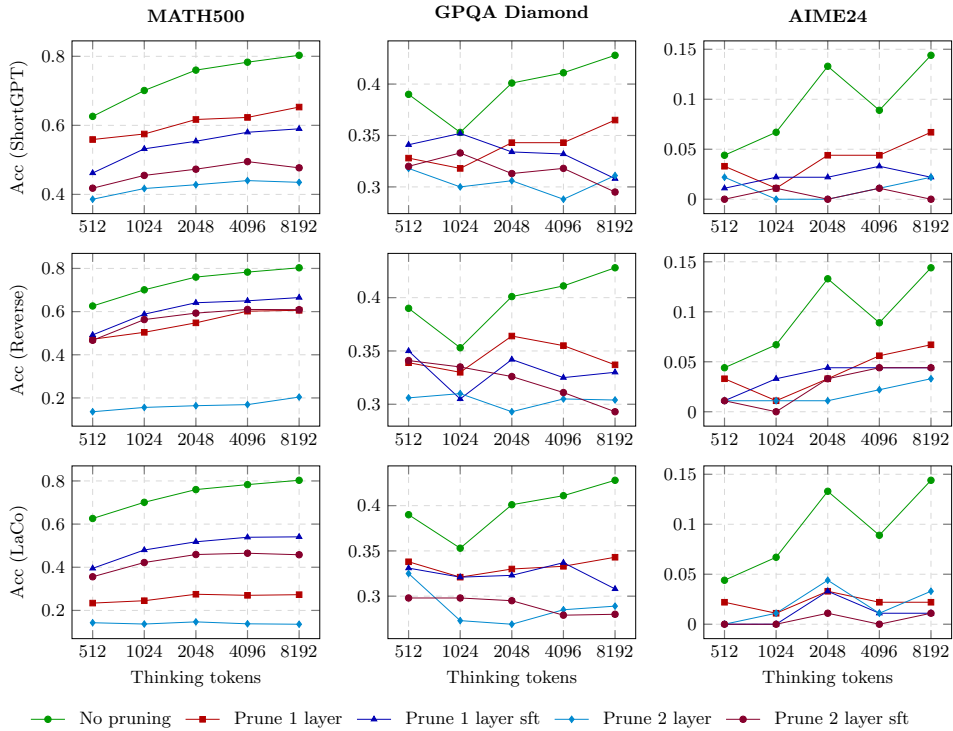 MATH500 GPQA Diamond AIME24
Acc (ShortGPT)
0.8
0.6
0.4
512 1024 2048 4096 8192
0.4
0.35
0.3
512 1024 2048 4096 8192
0.15
0.1
0.05
0
512 1024 2048 4096 8192
Acc (Reverse)
0.8
0.6
0.4
0.2
512 1024 2048 4096 8192
0.4
0.35
0.3
512 1024 2048 4096 8192
0.15
0.1
0.05
0
512 1024 2048 4096 8192
Acc (LaCo)
0.8
0.6
0.4
0.2
512 1024 2048 4096 8192
Thinking tokens
0.4
0.35
0.3
512 1024 2048 4096 8192
Thinking tokens
0.15
0.1
0.05
0
512 1024 2048 4096 8192
Thinking tokens
No pruning Prune 1 layer Prune 1 layer sft Prune 2 layer Prune 2 layer sft